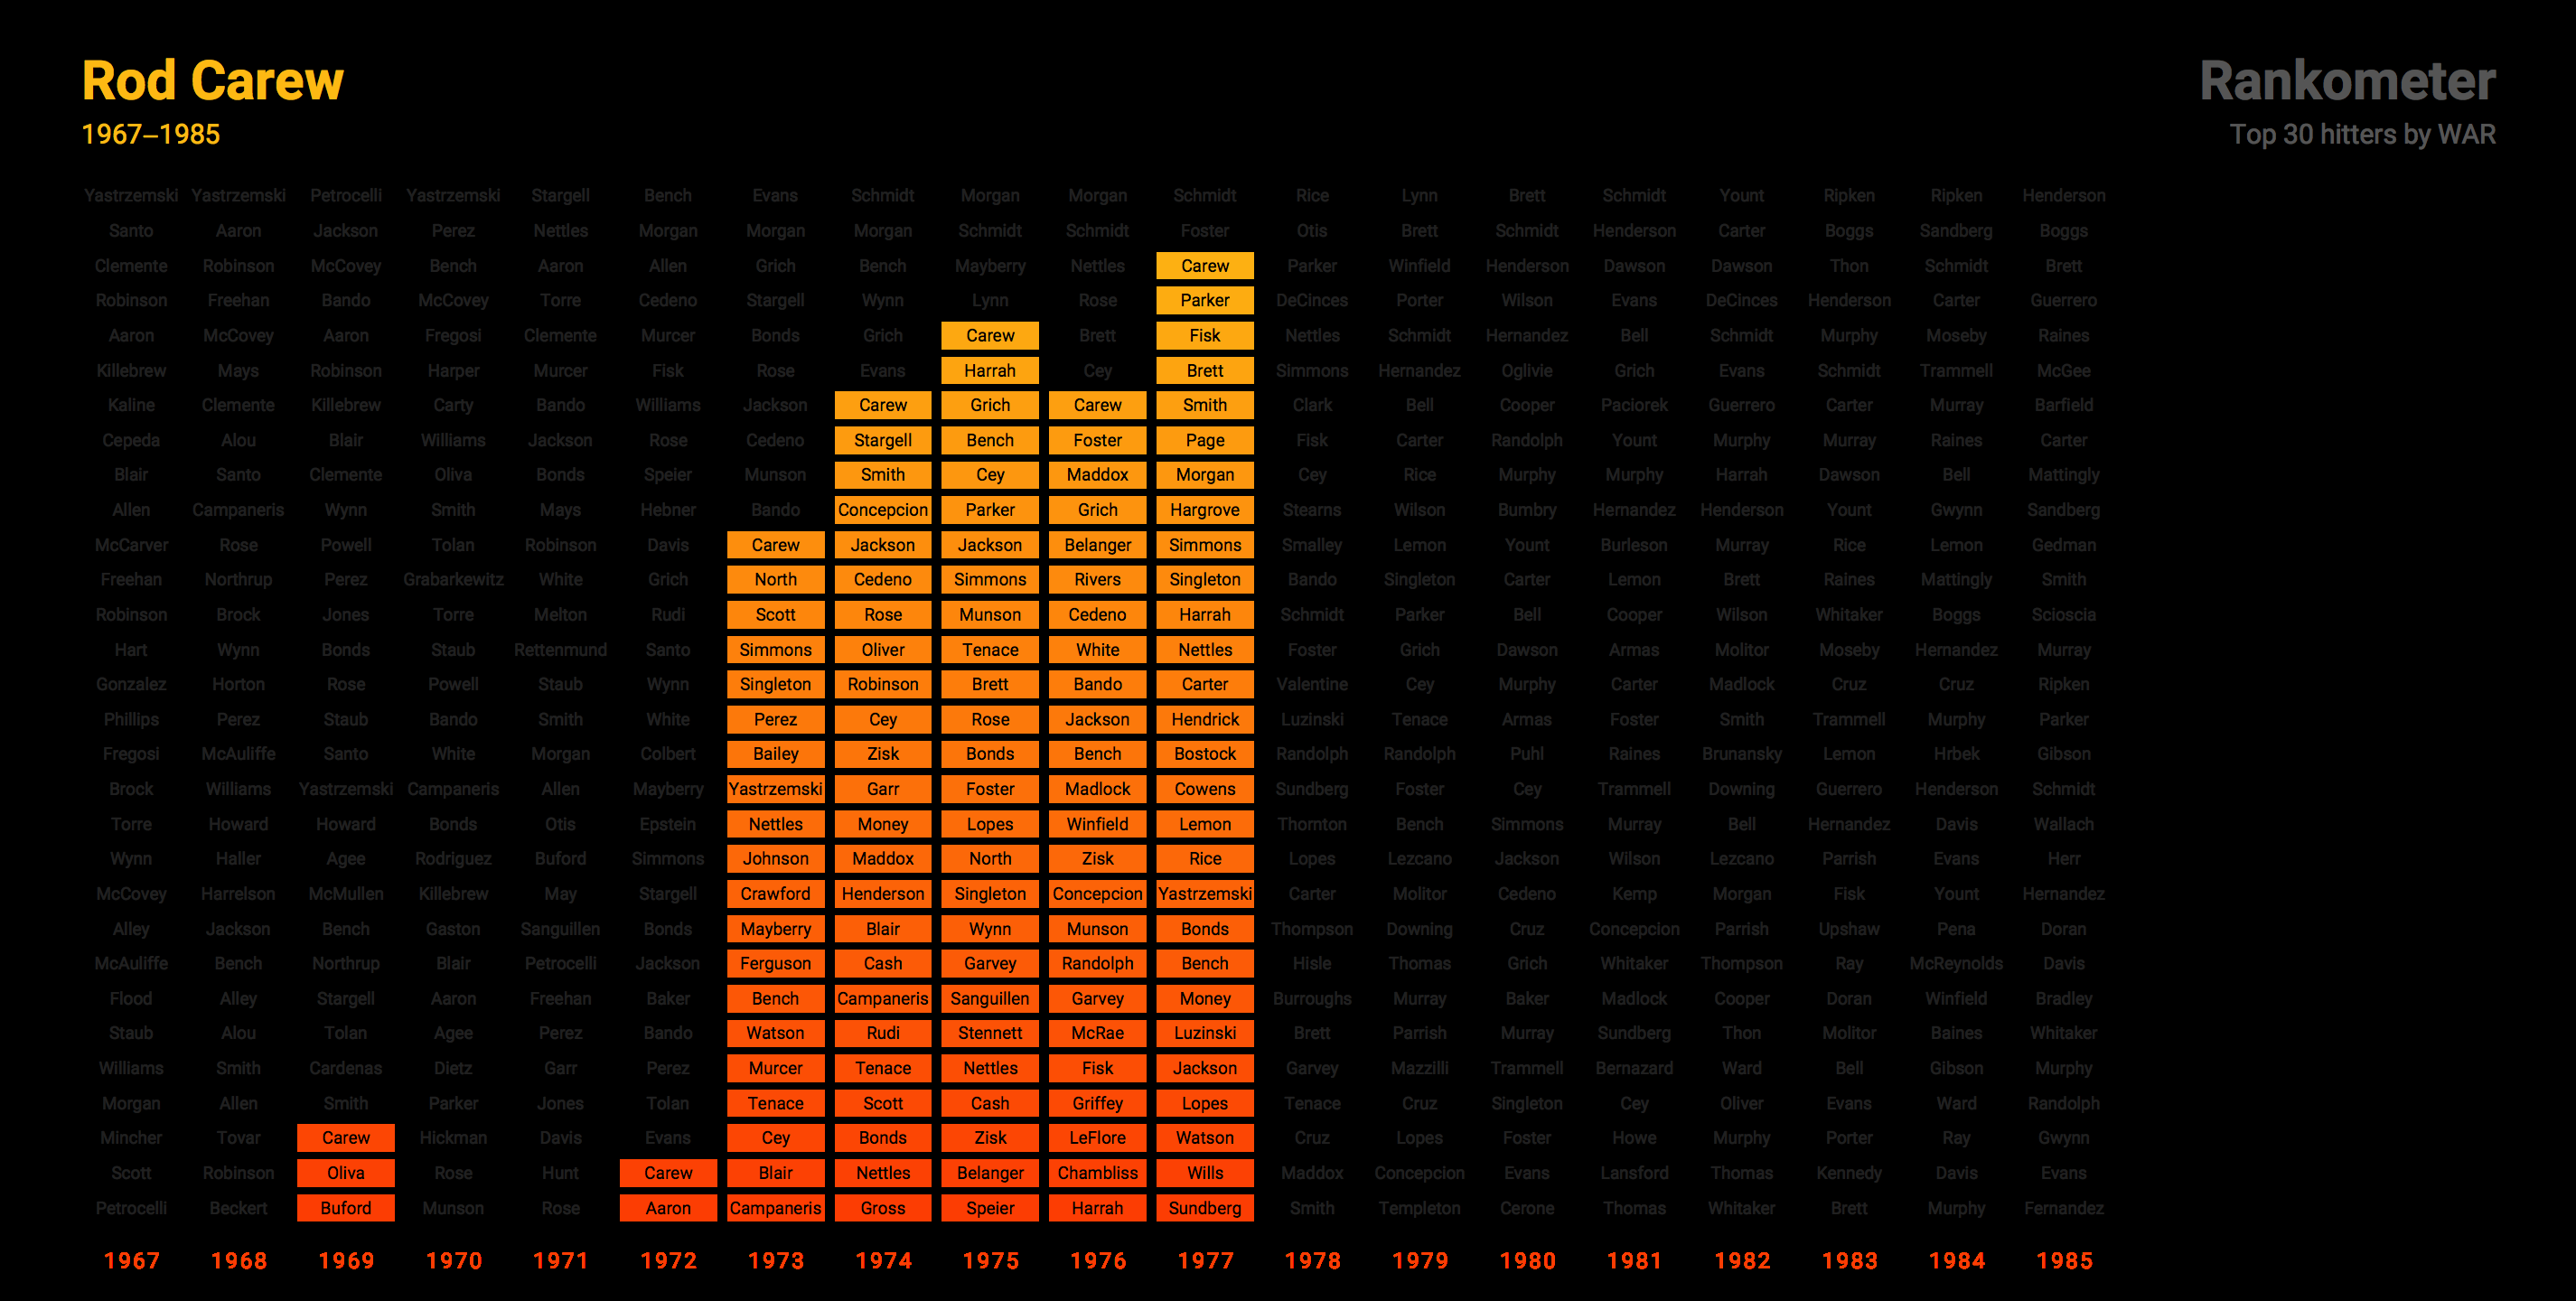 Rod Carew
1967–1985
Rankometer
Top 30 hitters by WAR
Yastrzemski Yastrzemski Petrocelli Yastrzemski Stargell Bench Evans Schmidt Morgan Morgan Schmidt Rice Lynn Brett Schmidt Yount Ripken Ripken Henderson
Santo Aaron Jackson Perez Nettles Morgan Morgan Morgan Schmidt Schmidt Foster Otis Brett Schmidt Henderson Carter Boggs Sandberg Boggs
Clemente Robinson McCovey Bench Aaron Allen Grich Bench Mayberry Nettles Carew Parker Winfield Henderson Dawson Dawson Thon Schmidt Brett
Robinson Freehan Bando McCovey Torre Cedeno Stargell Wynn Lynn Rose Parker DeCinces Porter Wilson Evans DeCinces Henderson Carter Guerrero
Aaron McCovey Aaron Fregosi Clemente Murcer Bonds Grich Carew Brett Fisk Nettles Schmidt Hernandez Bell Schmidt Murphy Moseby Raines
Killebrew Mays Robinson Harper Murcer Fisk Rose Evans Harrah Cey Brett Simmons Hernandez Oglivie Grich Evans Schmidt Trammell McGee
Kaline Clemente Killebrew Carty Bando Williams Jackson Carew Grich Carew Smith Clark Bell Cooper Paciorek Guerrero Carter Murray Barfield
Cepeda Alou Blair Williams Jackson Rose Cedeno Stargell Bench Foster Page Fisk Carter Randolph Yount Murphy Murray Raines Carter
Blair Santo Clemente Oliva Bonds Speier Munson Smith Cey Maddox Morgan Cey Rice Murphy Murphy Harrah Dawson Bell Mattingly
Allen Campaneris Wynn Smith Mays Hebner Bando Concepcion Parker Grich Hargrove Stearns Wilson Bumbry Hernandez Henderson Yount Gwynn Sandberg
McCarver Rose Powell Tolan Robinson Davis Carew Jackson Jackson Belanger Simmons Smalley Lemon Yount Burleson Murray Rice Lemon Gedman
Freehan Northrup Perez Grabarkewitz White Grich North Cedeno Simmons Rivers Singleton Bando Singleton Carter Lemon Brett Raines Mattingly Smith
Robinson Brock Jones Torre Melton Rudi Scott Rose Munson Cedeno Harrah Schmidt Parker Bell Cooper Wilson Whitaker Boggs Scioscia
Hart Wynn Bonds Staub Rettenmund Santo Simmons Oliver Tenace White Nettles Foster Grich Dawson Armas Molitor Moseby Hernandez Murray
Gonzalez Horton Rose Powell Staub Wynn Singleton Robinson Brett Bando Carter Valentine Cey Murphy Carter Madlock Cruz Cruz Ripken
Phillips Perez Staub Bando Smith White Perez Cey Rose Jackson Hendrick Luzinski Tenace Armas Foster Smith Trammell Murphy Parker
Fregosi McAuliffe Santo White Morgan Colbert Bailey Zisk Bonds Bench Bostock Randolph Randolph Puhl Raines Brunansky Lemon Hrbek Gibson
Brock Williams Yastrzemski Campaneris Allen Mayberry Yastrzemski Garr Foster Madlock Cowens Sundberg Foster Cey Trammell Downing Guerrero Henderson Schmidt
Torre Howard Howard Bonds Otis Epstein Nettles Money Lopes Winfield Lemon Thornton Bench Simmons Murray Bell Hernandez Davis Wallach
Wynn Haller Agee Rodriguez Buford Simmons Johnson Maddox North Zisk Rice Lopes Lezcano Jackson Wilson Lezcano Parrish Evans Herr
McCovey Harrelson McMullen Killebrew May Stargell Crawford Henderson Singleton Concepcion Yastrzemski Carter Molitor Cedeno Kemp Morgan Fisk Yount Hernandez
Alley Jackson Bench Gaston Sanguillen Bonds Mayberry Blair Wynn Munson Bonds Thompson Downing Cruz Concepcion Parrish Upshaw Pena Doran
McAuliffe Bench Northrup Blair Petrocelli Jackson Ferguson Cash Garvey Randolph Bench Hisle Thomas Grich Whitaker Thompson Ray McReynolds Davis
Flood Alley Stargell Aaron Freehan Baker Bench Campaneris Sanguillen Garvey Money Burroughs Murray Baker Madlock Cooper Doran Winfield Bradley
Staub Alou Tolan Agee Perez Bando Watson Rudi Stennett McRae Luzinski Brett Parrish Murray Sundberg Thon Molitor Baines Whitaker
Williams Smith Cardenas Dietz Garr Perez Murcer Tenace Nettles Fisk Jackson Garvey Mazzilli Trammell Bernazard Ward Bell Gibson Murphy
Morgan Allen Smith Parker Jones Tolan Tenace Scott Cash Griffey Lopes Tenace Cruz Singleton Cey Oliver Evans Ward Randolph
Mincher Tovar Carew Hickman Davis Evans Cey Bonds Zisk LeFlore Watson Cruz Lopes Foster Howe Murphy Porter Ray Gwynn
Scott Robinson Oliva Rose Hunt Carew Blair Nettles Belanger Chambliss Wills Maddox Concepcion Evans Lansford Thomas Kennedy Davis Evans
Petrocelli Beckert Buford Munson Rose Aaron Campaneris Gross Speier Harrah Sundberg Smith Templeton Cerone Thomas Whitaker Brett Murphy Fernandez
1967 1968 1969 1970 1971 1972 1973 1974 1975 1976 1977 1978 1979 1980 1981 1982 1983 1984 1985